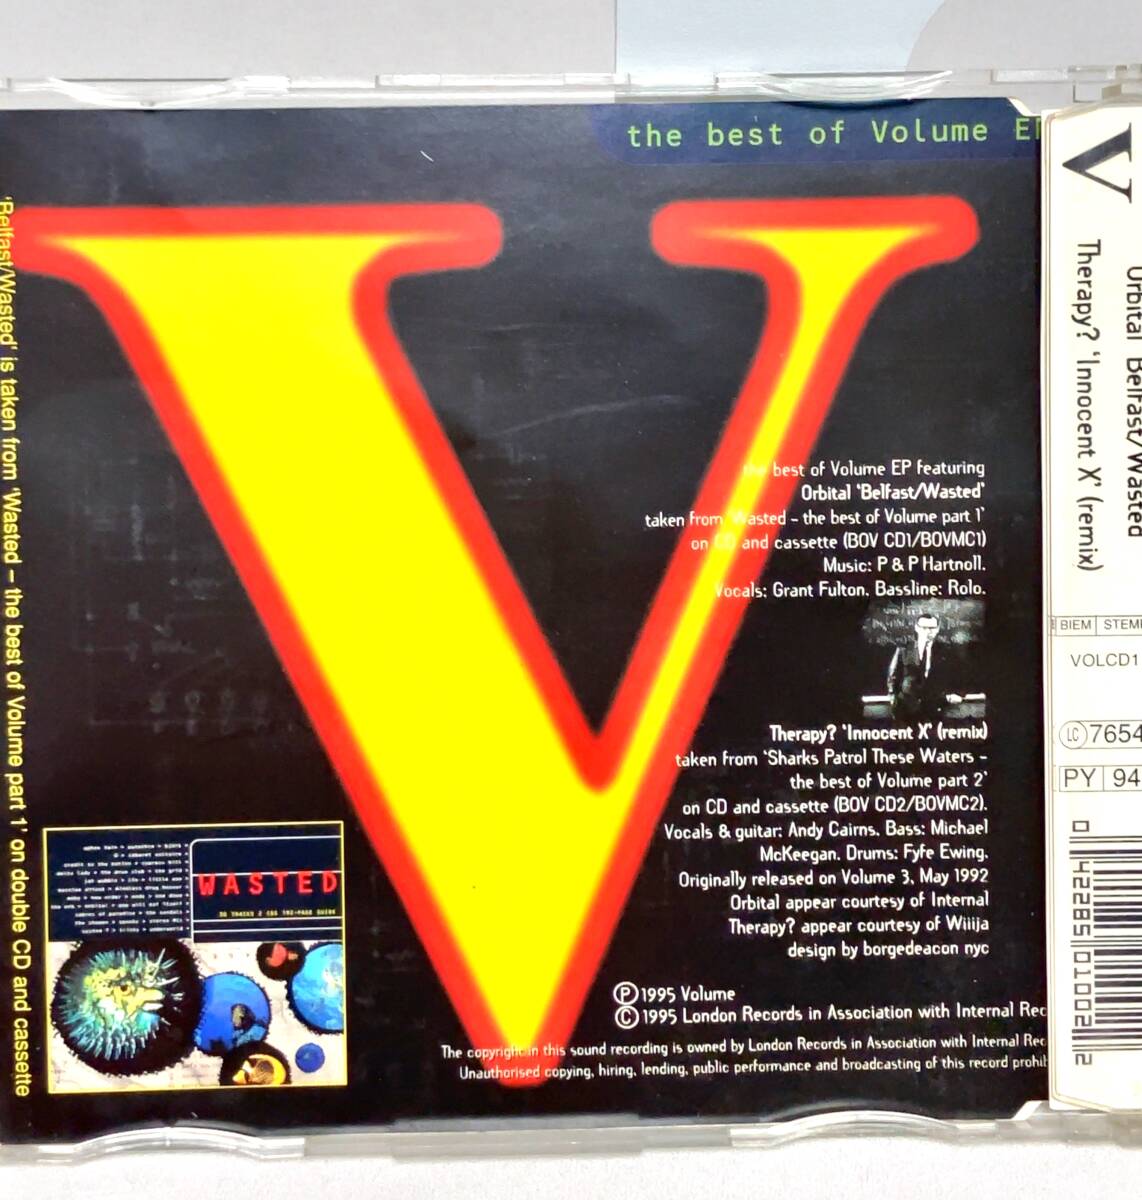 the best of Volume
the best of Volume EP featuring
Orbital 'Belfast/Wasted'
taken from 'Wasted – the best of Volume part 1'
on CD and cassette (BOV CD1/BOVMC1)
Music: P & P Hartnoll.
Vocals: Grant Fulton. Bassline: Rolo.
Therapy? 'Innocent X' (remix)
taken from 'Sharks Patrol These Waters –
the best of Volume part 2'
on CD and cassette (BOV CD2/BOVMC2).
Vocals & guitar: Andy Cairns. Bass: Michael
McKeegan. Drums: Fyfe Ewing.
Originally released on Volume 3, May 1992
Orbital appear courtesy of Internal
Therapy? appear courtesy of Wiiija
design by borgedeacon nyc
Ⓟ 1995 Volume
© 1995 London Records in Association with Internal Rec
The copyright in this sound recording is owned by London Records in Association with Internal Rec
Unauthorised copying, hiring, lending, public performance and broadcasting of this record prohib
'Belfast/Wasted' is taken from 'Wasted – the best of Volume part 1' on double CD and cassette
WASTED
V
V
Orbital 'Belfast/Wasted
Therapy? 'Innocent X' (remix)
BIEM STEM
VOLCD1
LC 7654
PY 94
0 42285 01002 2